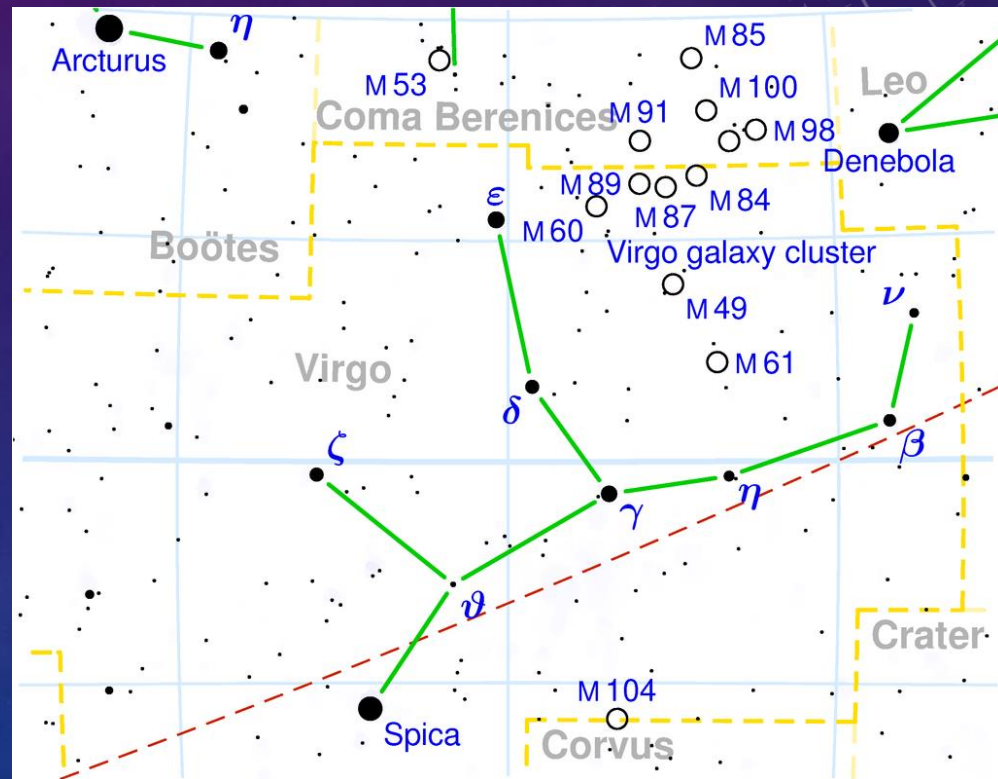 η
Arcturus
M 85
M 53
M 100
Leo
Coma Berenices
M 91
M 98
Denebola
M 89
M 84
ε
M 87
M 60
Boötes
Virgo galaxy cluster
ν
M 49
Virgo
M 61
δ
β
ζ
η
γ
ϑ
Crater
M 104
Spica
Corvus